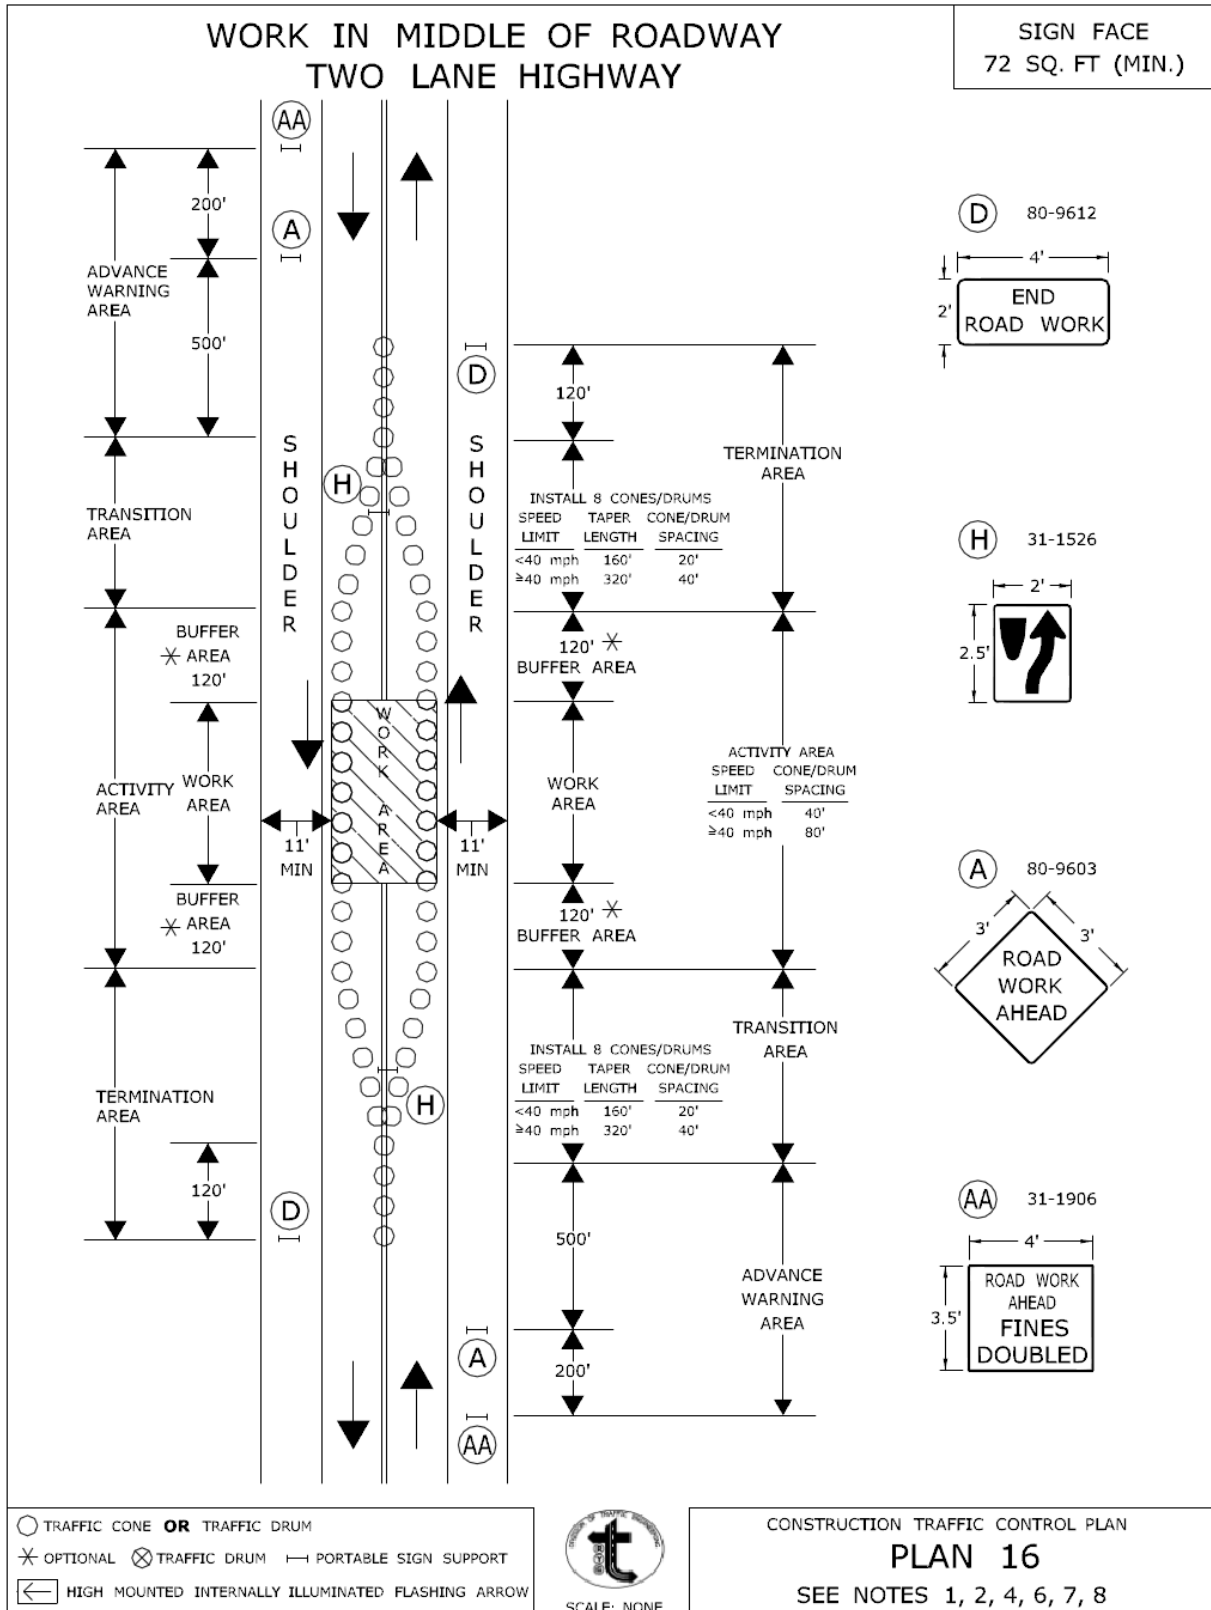 WORK IN MIDDLE OF ROADWAY
TWO LANE HIGHWAY
SIGN FACE
72 SQ. FT (MIN.)
AA
200'
A
ADVANCE
WARNING
AREA
500'
SHOULDER
H
TRANSITION
AREA
BUFFER
* AREA
120'
ACTIVITY
AREA
WORK
AREA
11'
MIN
BUFFER
* AREA
120'
TERMINATION
AREA
120'
D
WORK AREA
SHOULDER
D
120'
TERMINATION
AREA
INSTALL 8 CONES/DRUMS
SPEED TAPER CONE/DRUM
LIMIT LENGTH SPACING
<40 mph 160' 20'
≥40 mph 320' 40'
120' *
BUFFER AREA
WORK
AREA
ACTIVITY AREA
SPEED CONE/DRUM
LIMIT SPACING
<40 mph 40'
≥40 mph 80'
11'
MIN
120' *
BUFFER AREA
TRANSITION
AREA
INSTALL 8 CONES/DRUMS
SPEED TAPER CONE/DRUM
LIMIT LENGTH SPACING
<40 mph 160' 20'
≥40 mph 320' 40'
H
500'
ADVANCE
WARNING
AREA
A
200'
AA
D 80-9612
4'
2'
END
ROAD WORK
H 31-1526
2'
2.5'
A 80-9603
3' 3'
ROAD
WORK
AHEAD
AA 31-1906
4'
3.5'
ROAD WORK
AHEAD
FINES
DOUBLED
TRAFFIC CONE OR TRAFFIC DRUM
* OPTIONAL TRAFFIC DRUM PORTABLE SIGN SUPPORT
HIGH MOUNTED INTERNALLY ILLUMINATED FLASHING ARROW
DIVISION OF TRAFFIC ENGINEERING
SCALE: NONE
CONSTRUCTION TRAFFIC CONTROL PLAN
PLAN 16
SEE NOTES 1, 2, 4, 6, 7, 8